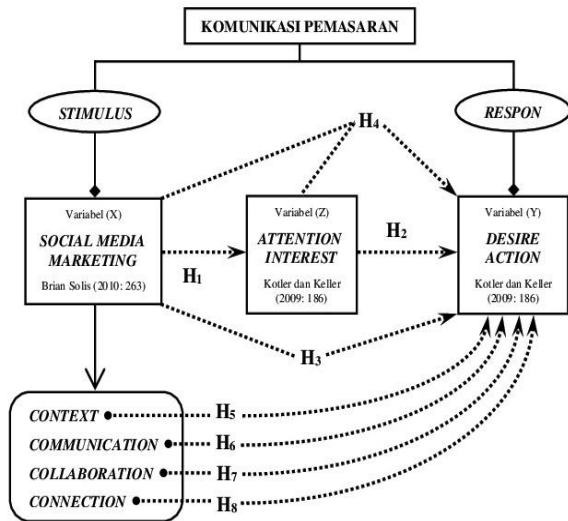 KOMUNIKASI PEMASARAN
STIMULUS
RESPON
H4
Variabel (X)
SOCIAL MEDIA
MARKETING
Brian Solis (2010: 263)
H1
Variabel (Z)
ATTENTION
INTEREST
Kotler dan Keller
(2009: 186)
H2
Variabel (Y)
DESIRE
ACTION
Kotler dan Keller
(2009: 186)
H3
CONTEXT
H5
COMMUNICATION
H6
COLLABORATION
H7
CONNECTION
H8